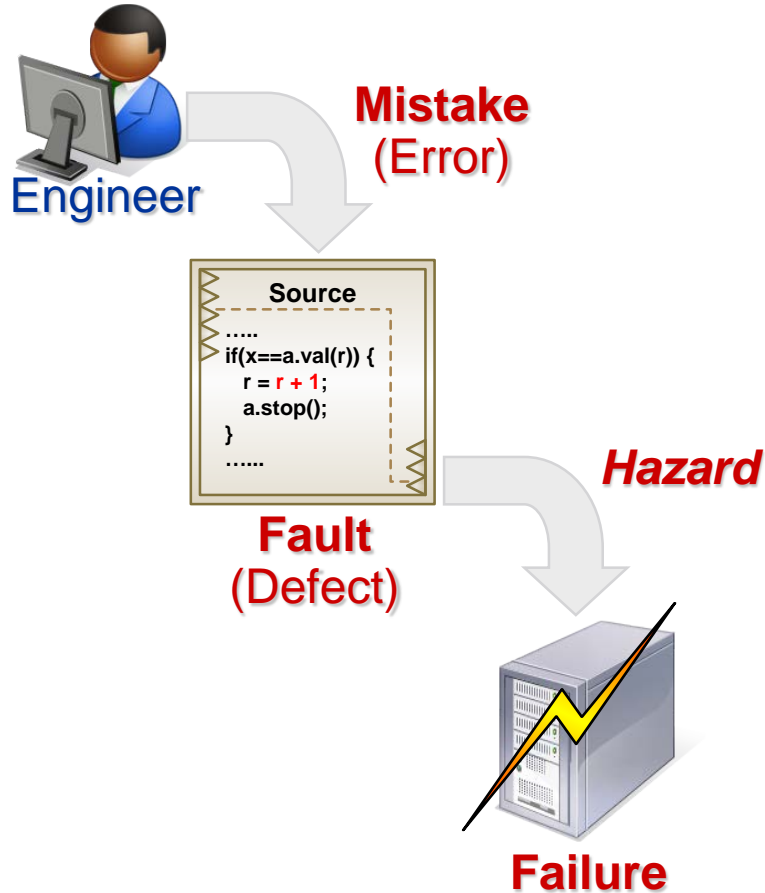 Mistake
(Error)
Engineer
Source
…..
if(x==a.val(r)) {
r = r + 1;
a.stop();
}
…...
Hazard
Fault
(Defect)
Failure